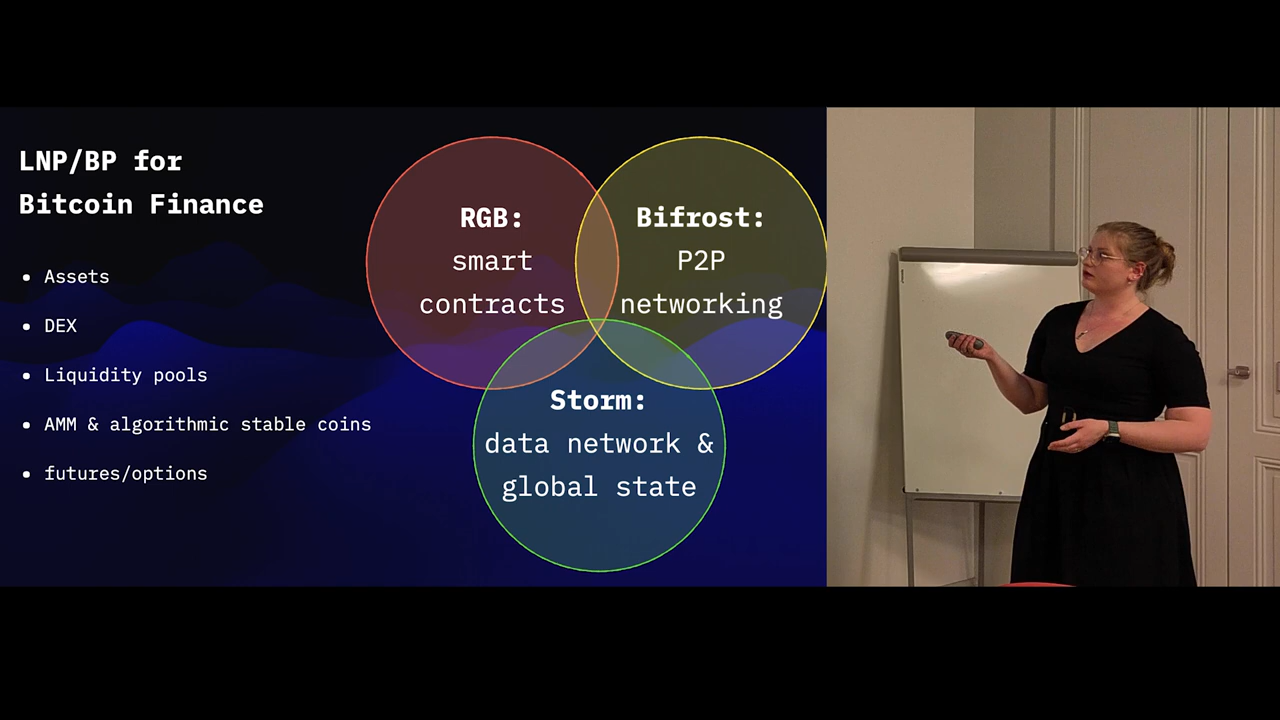 LNP/BP for
Bitcoin Finance
• Assets
• DEX
• Liquidity pools
• AMM & algorithmic stable coins
• futures/options
RGB:
smart
contracts
Bifrost:
P2P
networking
Storm:
data network &
global state